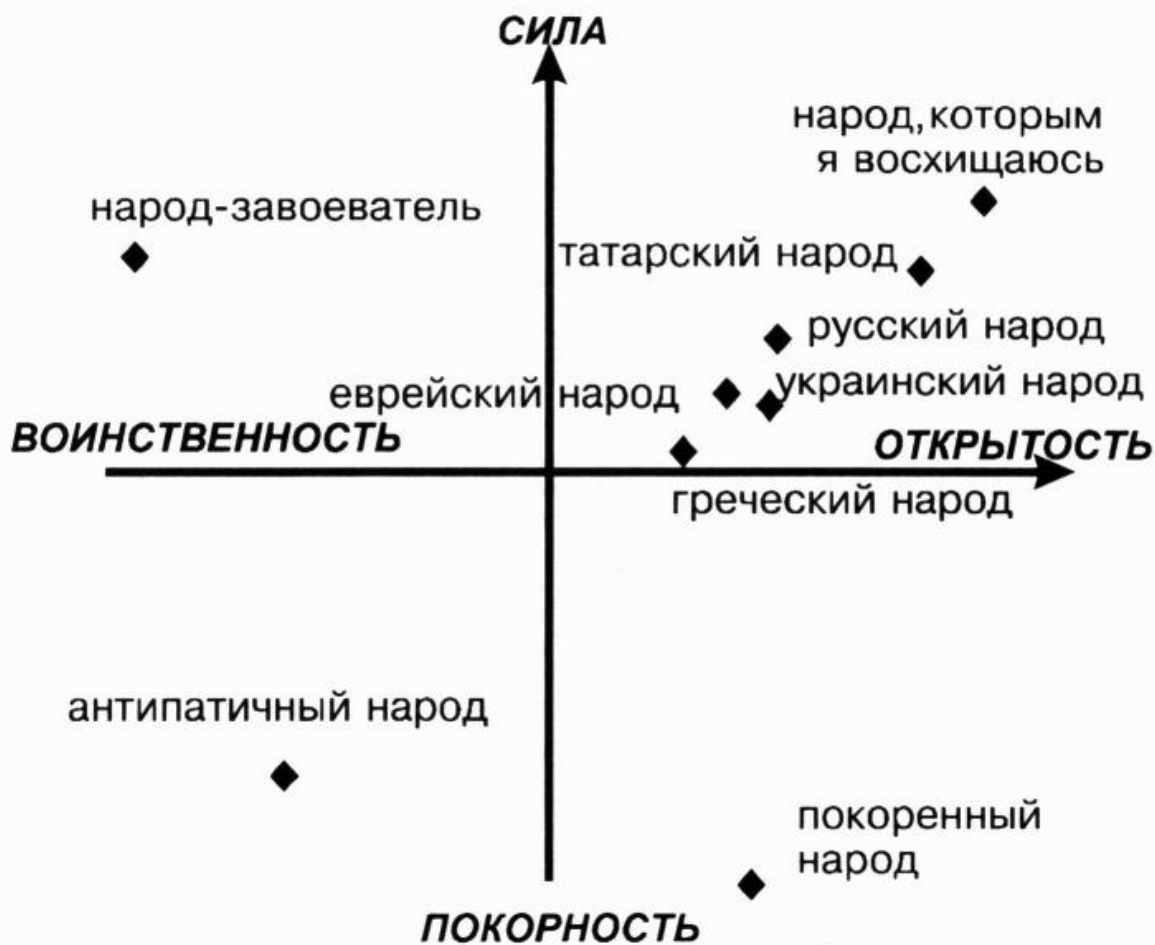 СИЛА
народ, которым
я восхищаюсь
народ-завоеватель
татарский народ
русский народ
еврейский народ
украинский народ
ВОИНСТВЕННОСТЬ
ОТКРЫТОСТЬ
греческий народ
антипатичный народ
покоренный
народ
ПОКОРНОСТЬ